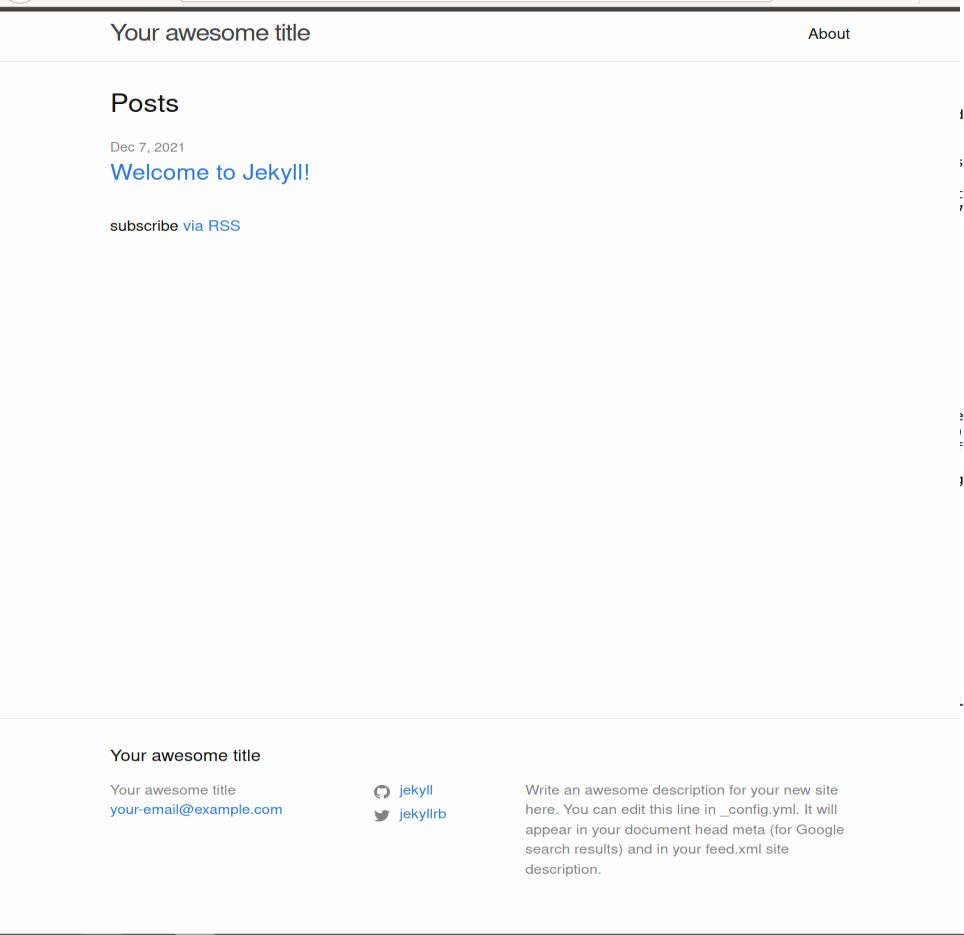 Your awesome title
About
Posts
Dec 7, 2021
Welcome to Jekyll!
subscribe via RSS
Your awesome title
Your awesome title
your-email@example.com
jekyll
jekyllrb
Write an awesome description for your new site
here. You can edit this line in _config.yml. It will
appear in your document head meta (for Google
search results) and in your feed.xml site
description.